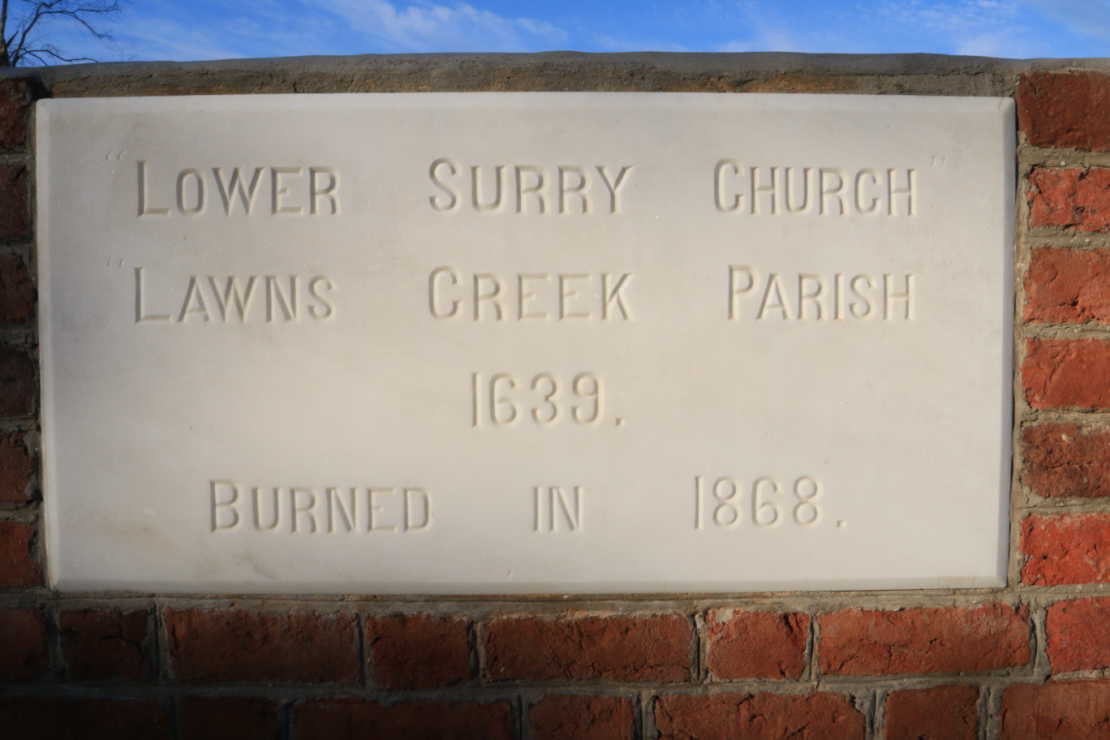 "Lower Surry Church"
"Lawns Creek Parish
1639.
Burned in 1868.